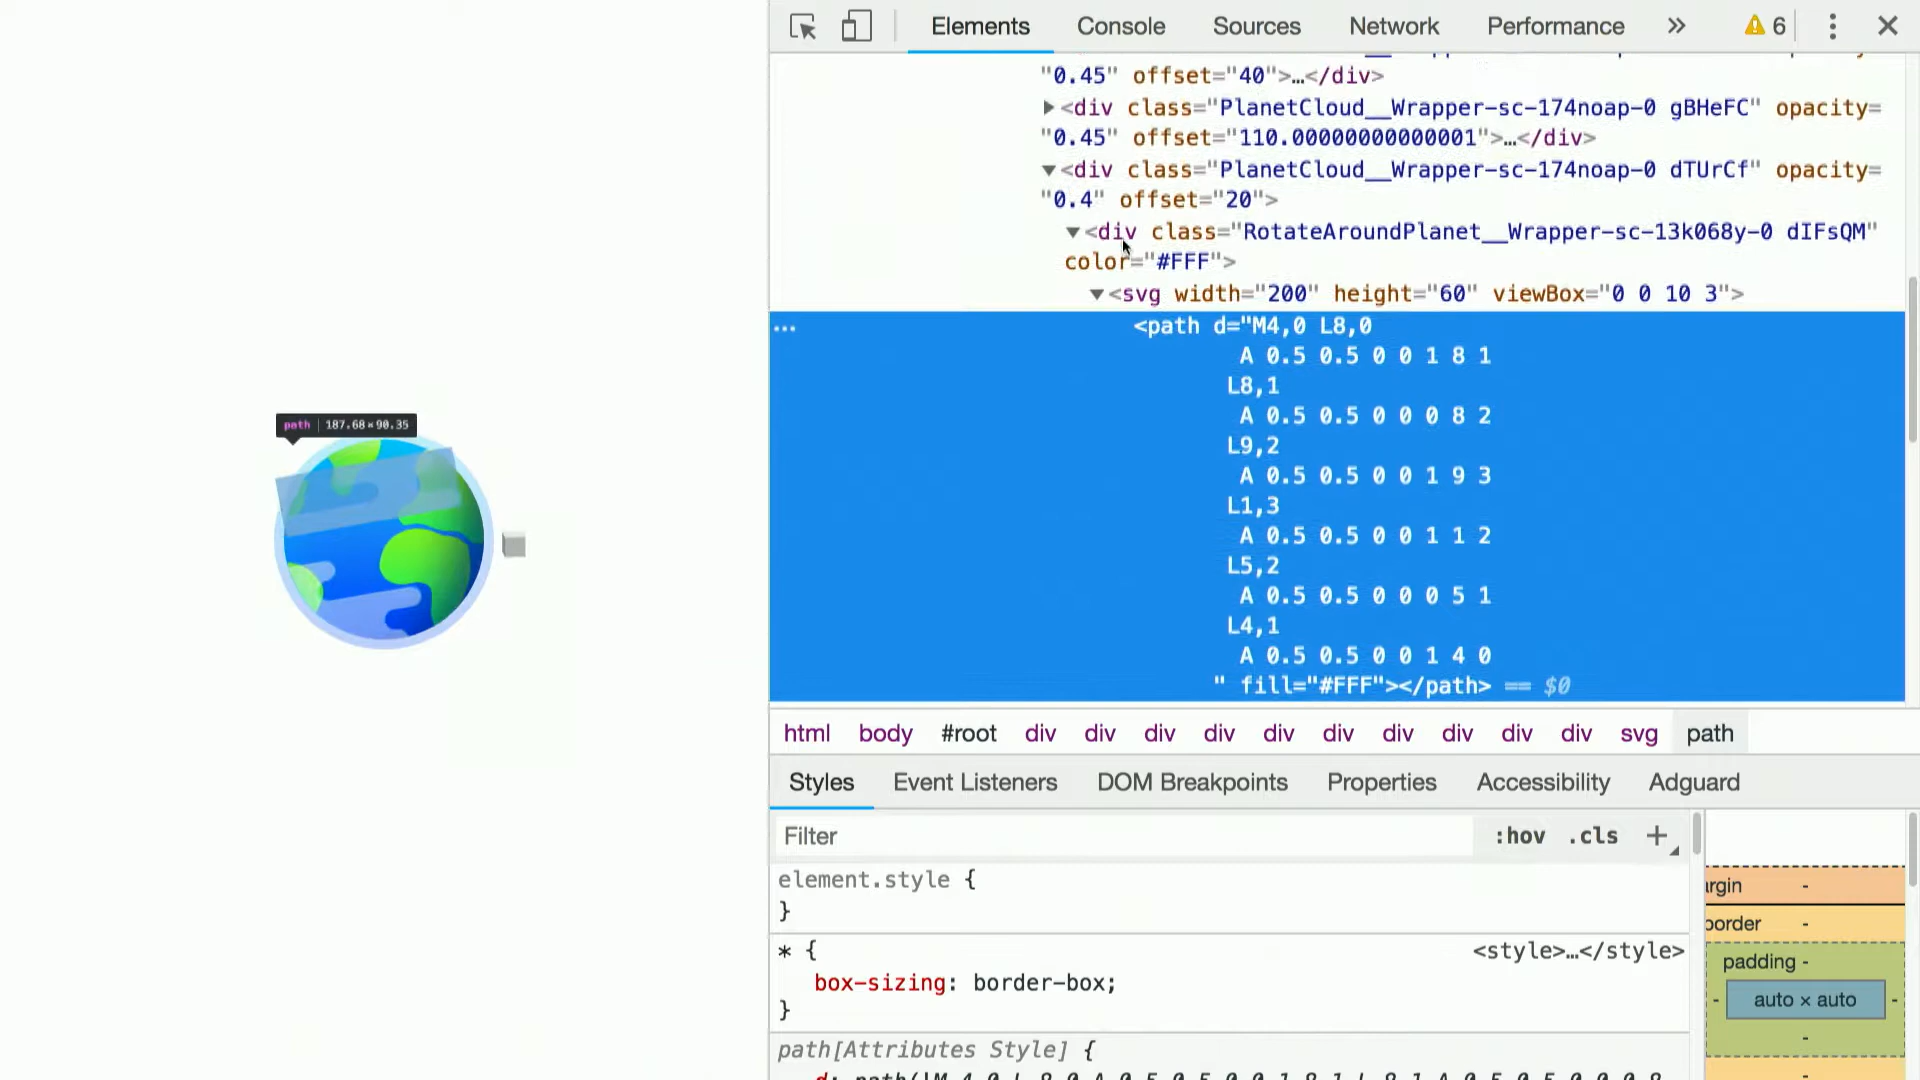 Elements Console Sources Network Performance » 6
"0.45" offset="40">…</div>
<div class="PlanetCloud__Wrapper-sc-174noap-0 gBHeFC" opacity=
"0.45" offset="110.00000000000001">…</div>
<div class="PlanetCloud__Wrapper-sc-174noap-0 dTUrCf" opacity=
"0.4" offset="20">
<div class="RotateAroundPlanet__Wrapper-sc-13k068y-0 dIFsQM"
color="#FFF">
<svg width="200" height="60" viewBox="0 0 10 3">
… <path d="M4,0 L8,0
A 0.5 0.5 0 0 1 8 1
L8,1
A 0.5 0.5 0 0 0 8 2
L9,2
A 0.5 0.5 0 0 1 9 3
L1,3
A 0.5 0.5 0 0 1 1 2
L5,2
A 0.5 0.5 0 0 0 5 1
L4,1
A 0.5 0.5 0 0 1 4 0
" fill="#FFF"></path> == $0
path 187.68×90.35
html body #root div div div div div div div div div div svg path
Styles Event Listeners DOM Breakpoints Properties Accessibility Adguard
Filter :hov .cls +
element.style {
}
* { <style>…</style>
box-sizing: border-box;
}
path[Attributes Style] {
rgin -
border -
padding -
- auto × auto -
-